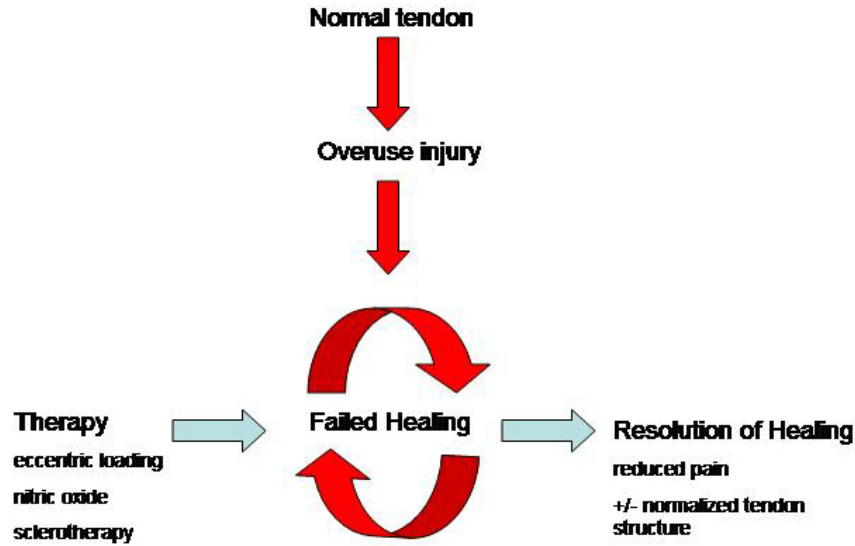 Normal tendon
Overuse injury
Failed Healing
Therapy
eccentric loading
nitric oxide
sclerotherapy
Resolution of Healing
reduced pain
+/- normalized tendon
structure